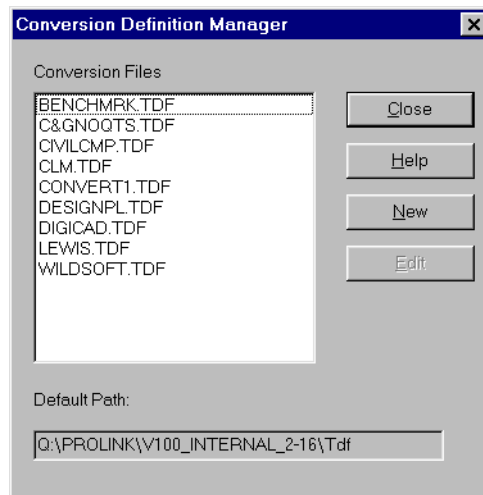 Conversion Definition Manager
Conversion Files
BENCHMRK.TDF
C&GNOQTS.TDF
CIVILCMP.TDF
CLM.TDF
CONVERT1.TDF
DESIGNPL.TDF
DIGICAD.TDF
LEWIS.TDF
WILDSOFT.TDF
Close
Help
New
Edit
Default Path:
Q:\PROLINK\V100_INTERNAL_2-16\Tdf